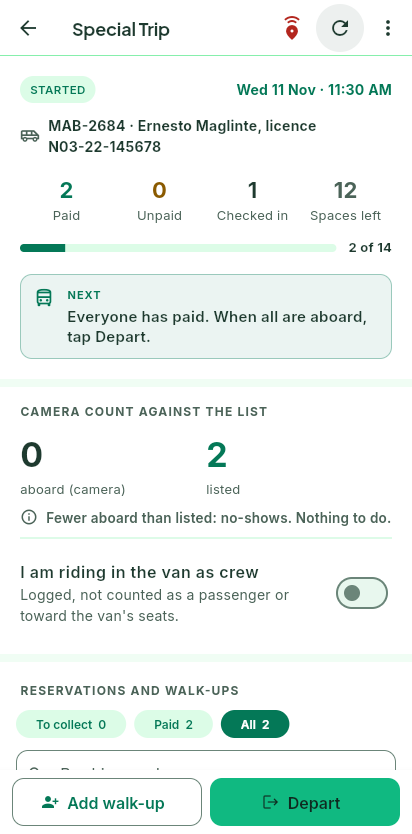 Special Trip
STARTED
Wed 11 Nov · 11:30 AM
MAB-2684 · Ernesto Maglinte, licence
N03-22-145678
2
0
1
12
Paid
Unpaid
Checked in
Spaces left
2 of 14
NEXT
Everyone has paid. When all are aboard,
tap Depart.
CAMERA COUNT AGAINST THE LIST
0
2
aboard (camera)
listed
Fewer aboard than listed: no-shows. Nothing to do.
I am riding in the van as crew
Logged, not counted as a passenger or
toward the van's seats.
RESERVATIONS AND WALK-UPS
To collect 0
Paid 2
All 2
Add walk-up
Depart